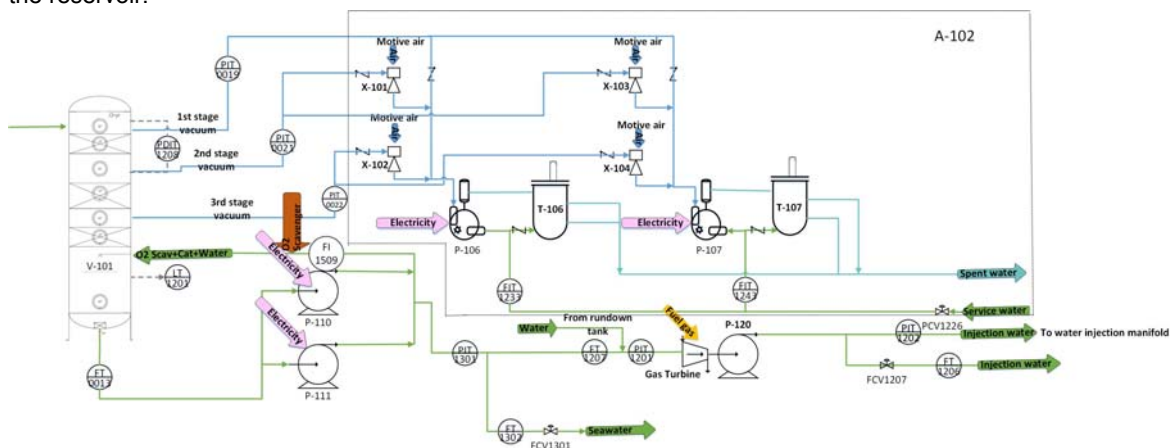 the reservoir.
A-102
Motive air
Air
X-101
Motive air
Air
X-103
PIT
0019
1st stage
vacuum
PDIT
1208
2nd stage
vacuum
PIT
0021
Motive air
Air
X-102
Motive air
Air
X-104
3rd stage
vacuum
PIT
0022
T-106
T-107
Electricity
P-106
Electricity
P-107
O2
Scavenger
O2 Scav+Cat+Water
FI
1509
V-101
LT
1201
Electricity
P-110
FIT
1233
FIT
1243
Spent water
Service water
PCV1226
Electricity
P-111
From rundown
tank
Water
Fuel gas
P-120
PIT
1202
Injection water
To water injection manifold
FT
0013
PIT
1301
FT
1207
PIT
1201
Gas Turbine
FCV1207
FT
1206
Injection water
FT
1302
FCV1301
Seawater